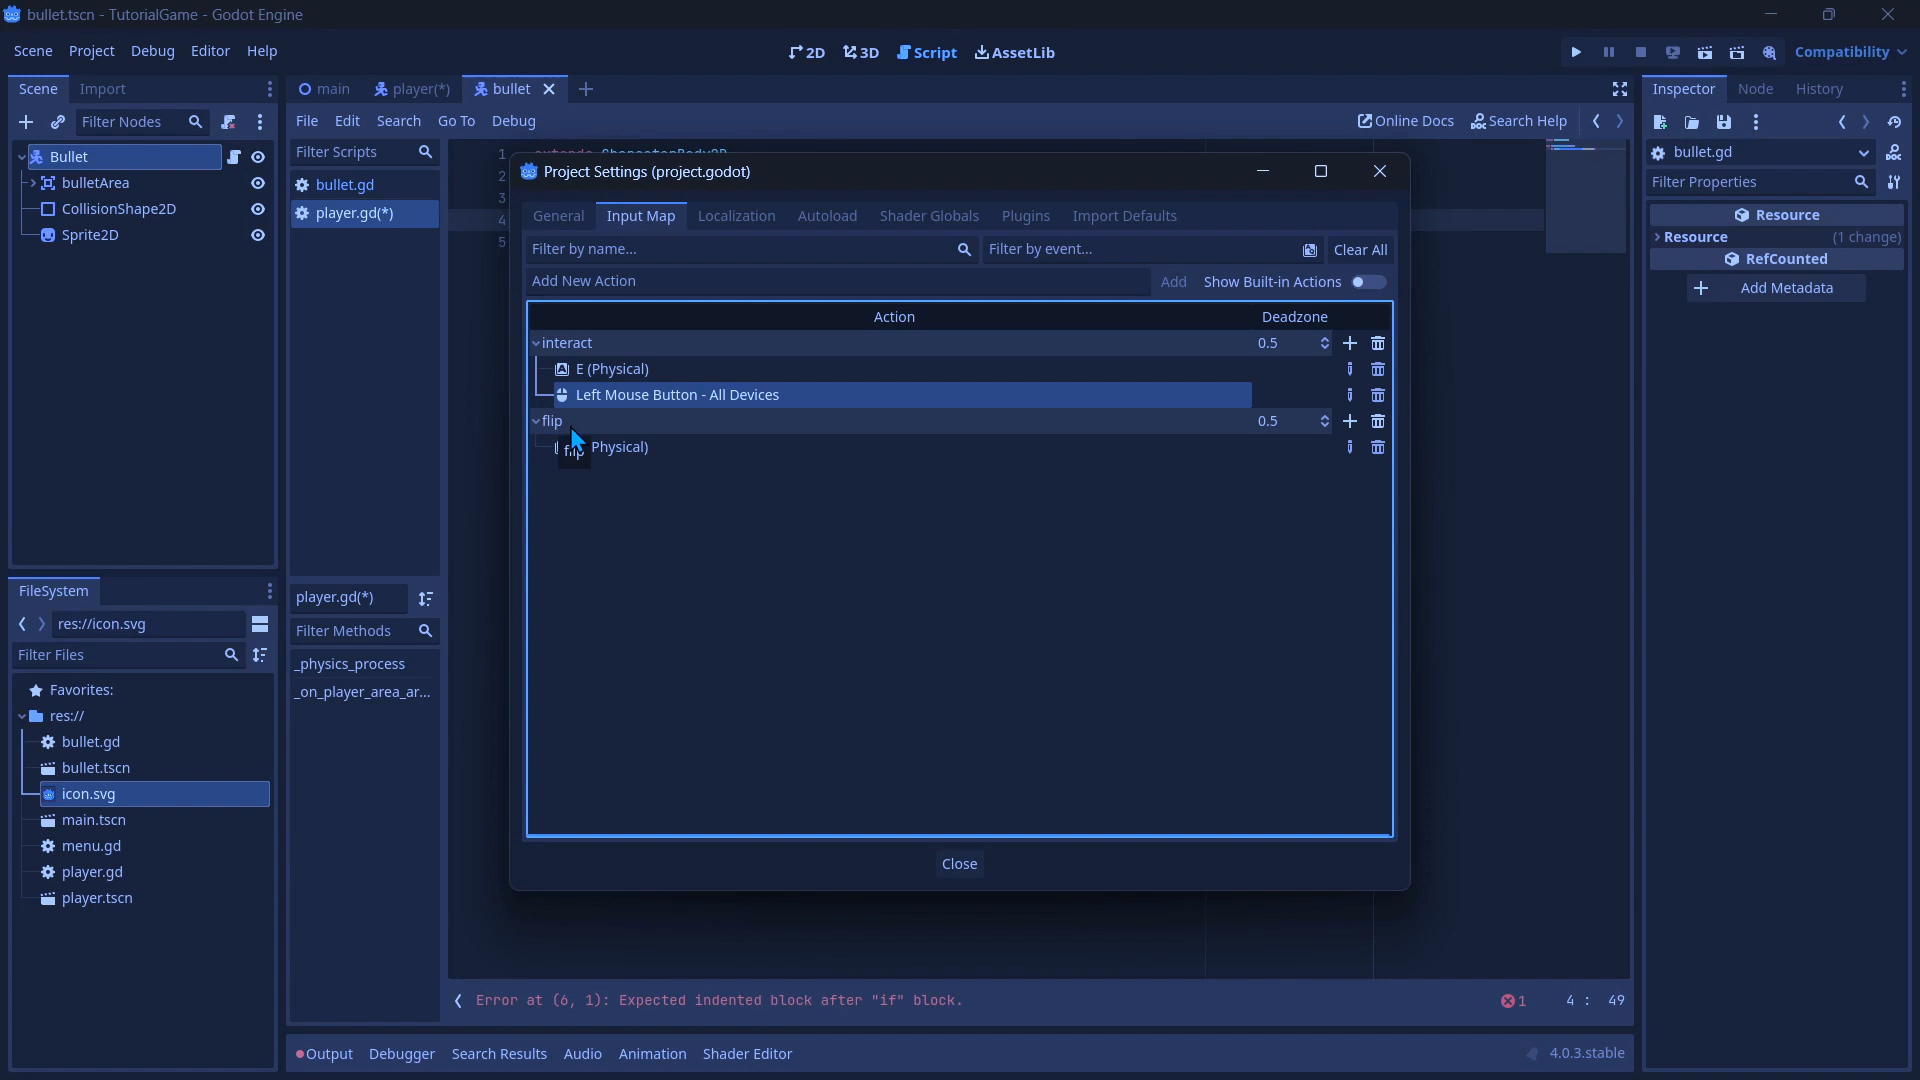 bullet.tscn - TutorialGame - Godot Engine
Scene Project Debug Editor Help
2D 3D Script AssetLib
Compatibility
Scene Import
Filter Nodes
Bullet
bulletArea
CollisionShape2D
Sprite2D
FileSystem
res://icon.svg
Filter Files
Favorites:
res://
bullet.gd
bullet.tscn
icon.svg
main.tscn
menu.gd
player.gd
player.tscn
main player(*) bullet
File Edit Search Go To Debug
Online Docs Search Help
Filter Scripts
bullet.gd
player.gd(*)
player.gd(*)
Filter Methods
_physics_process
_on_player_area_ar...
1
2
3
4
5
Project Settings (project.godot)
General Input Map Localization Autoload Shader Globals Plugins Import Defaults
Filter by name... Filter by event... Clear All
Add New Action Add Show Built-in Actions
Action Deadzone
interact 0.5
E (Physical)
Left Mouse Button - All Devices
flip 0.5
Physical)
flip
Close
Error at (6, 1): Expected indented block after "if" block.
1 4 : 49
Output Debugger Search Results Audio Animation Shader Editor
4.0.3.stable
Inspector Node History
bullet.gd
Filter Properties
Resource
Resource (1 change)
RefCounted
Add Metadata